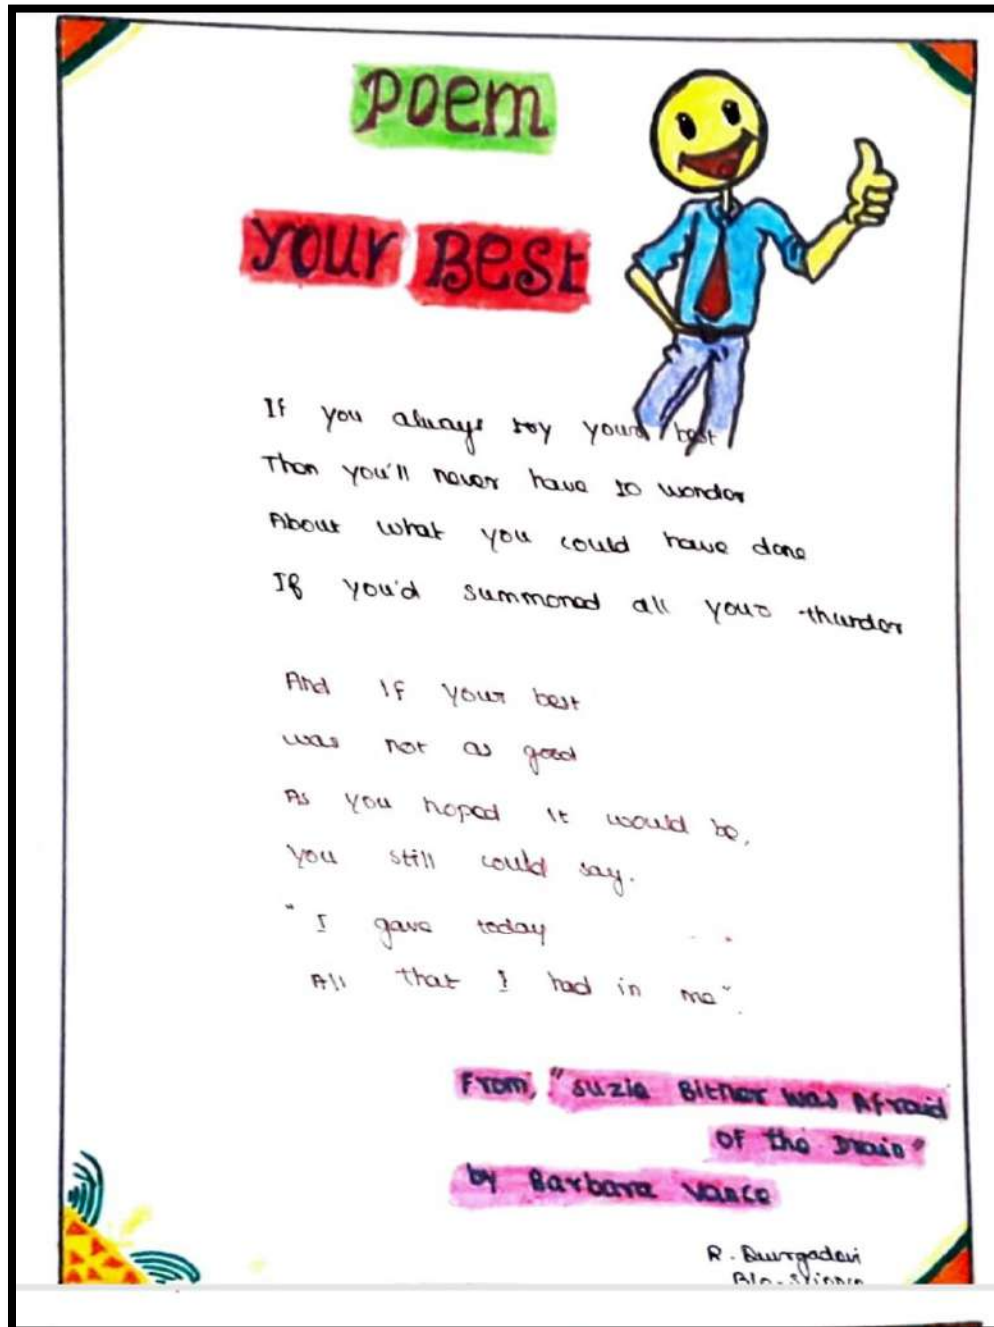 Poem
Your Best
If you always try your best
Then you'll never have to wonder
About what you could have done
If you'd summoned all your thunder
And If your best
was not as good
As you hoped it would be,
you still could say.
"I gave today
All that I had in me".
From, "Suzie Bitner was Afraid
of the Drain"
by Barbara Vance
R. Durgadevi
Bio-Science